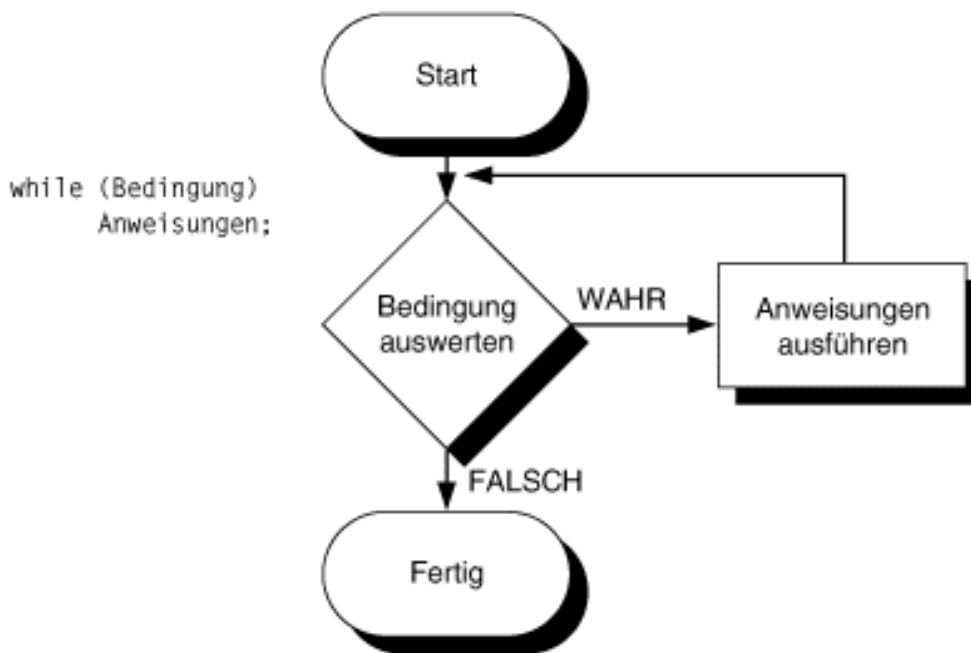 Start
while (Bedingung)
Anweisungen;
Bedingung
auswerten
WAHR
Anweisungen
ausführen
FALSCH
Fertig